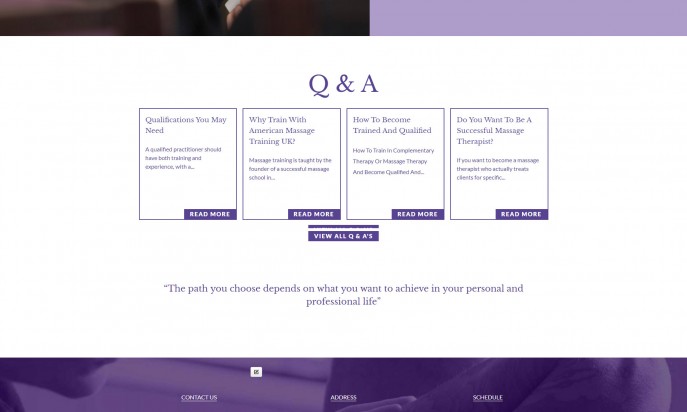 Q & A
Qualifications You May
Need
A qualified practitioner should
have both training and
experience, with a...
READ MORE
Why Train With
American Massage
Training UK?
Massage training is taught by the
founder of a successful massage
school in...
READ MORE
How To Become
Trained And Qualified
How To Train In Complementary
Therapy Or Massage Therapy
And Become Qualified And...
READ MORE
Do You Want To Be A
Successful Massage
Therapist?
If you want to become a massage
therapist who actually treats
clients for specific...
READ MORE
VIEW ALL Q & A'S
“The path you choose depends on what you want to achieve in your personal and
professional life”
CONTACT US
ADDRESS
SCHEDULE